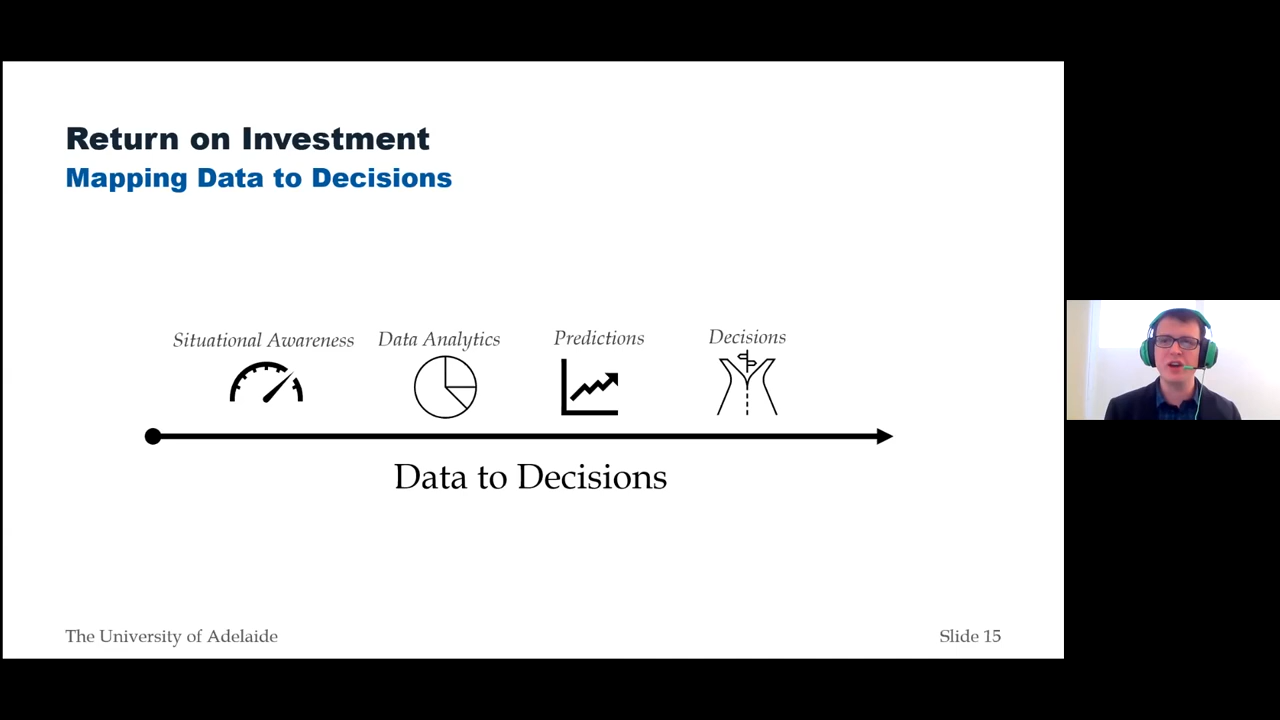 Return on Investment
Mapping Data to Decisions
Situational Awareness
Data Analytics
Predictions
Decisions
Data to Decisions
The University of Adelaide
Slide 15